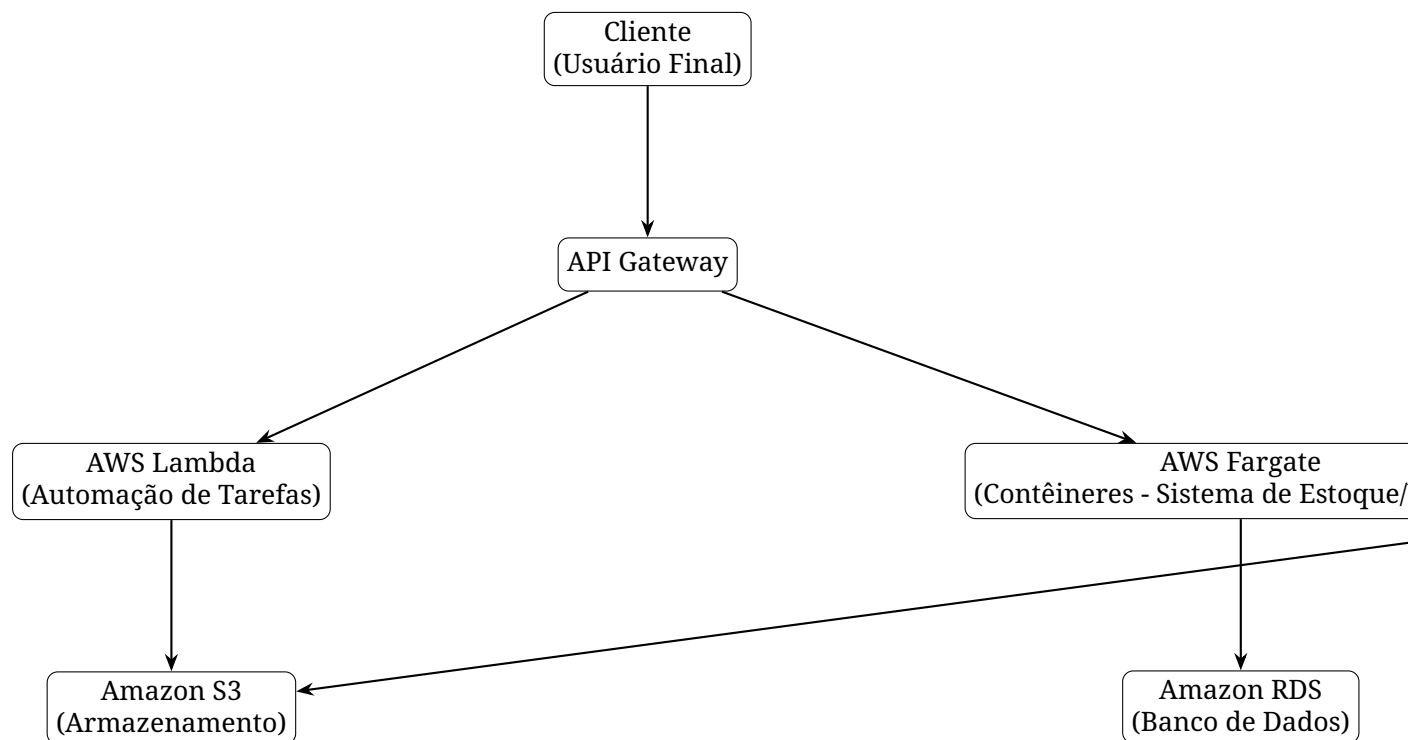 Cliente
(Usuário Final)
API Gateway
AWS Lambda
(Automação de Tarefas)
AWS Fargate
(Contêineres - Sistema de Estoque/
Amazon S3
(Armazenamento)
Amazon RDS
(Banco de Dados)